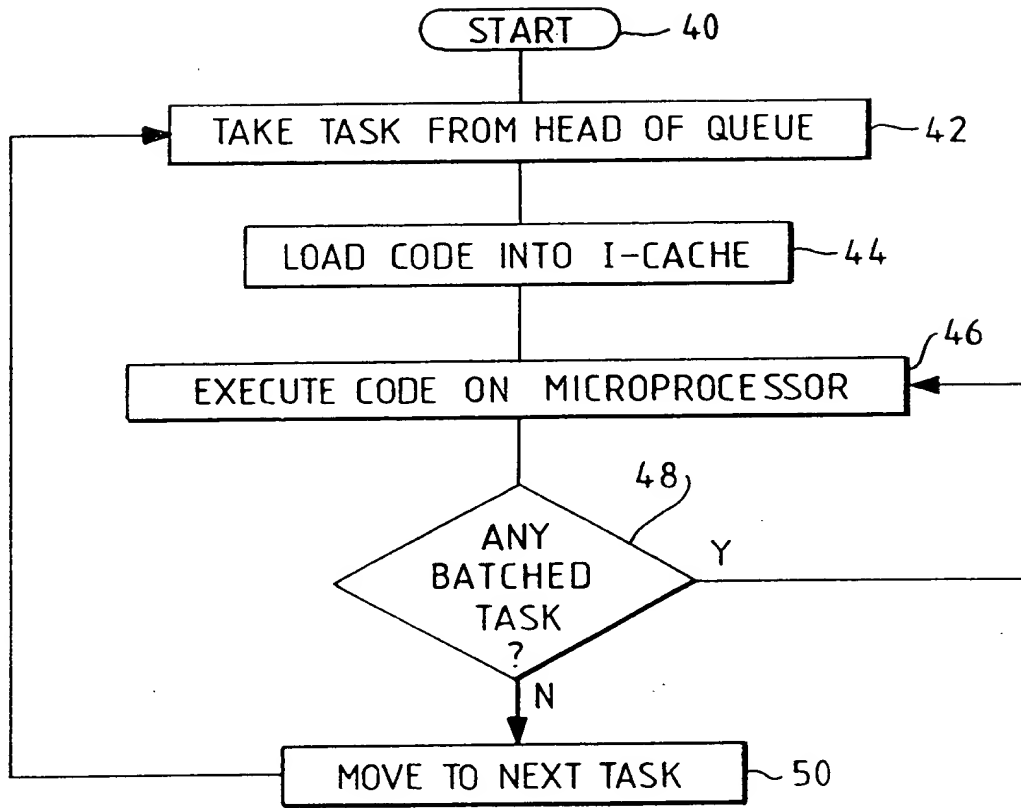 START
40
TAKE TASK FROM HEAD OF QUEUE
42
LOAD CODE INTO I-CACHE
44
46
EXECUTE CODE ON MICROPROCESSOR
48
ANY
BATCHED
TASK
?
Y
N
MOVE TO NEXT TASK
50